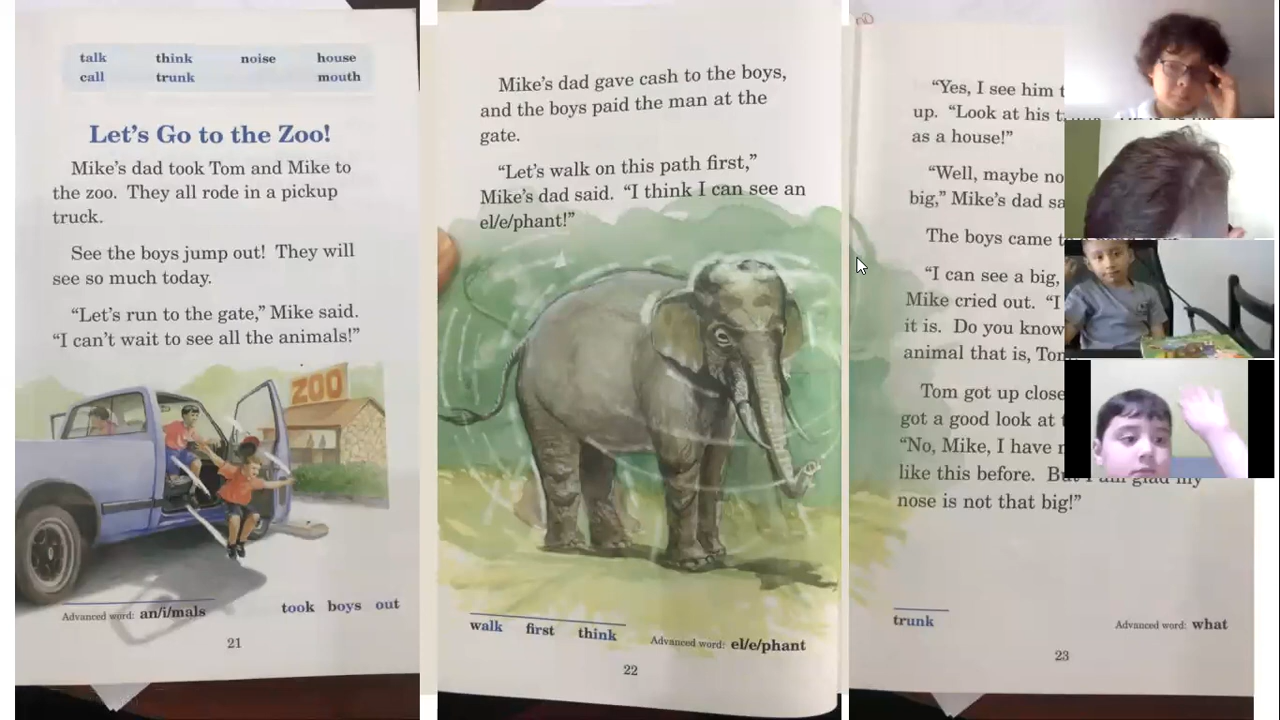 talk think noise house
call trunk mouth
Let's Go to the Zoo!
Mike's dad took Tom and Mike to
the zoo. They all rode in a pickup
truck.
See the boys jump out! They will
see so much today.
"Let's run to the gate," Mike said.
"I can't wait to see all the animals!"
ZOO
Advanced word: an/i/mals took boys out
21
Mike's dad gave cash to the boys,
and the boys paid the man at the
gate.
"Let's walk on this path first,"
Mike's dad said. "I think I can see an
el/e/phant!"
walk first think Advanced word: el/e/phant
22
"Yes, I see him
up. "Look at his
as a house!"
"Well, maybe
big," Mike's dad
The boys came
"I can see a big,
Mike cried out. "I
it is. Do you know
animal that is,
Tom got up close
got a good look at
"No, Mike, I have
like this before. But I am glad my
nose is not that big!"
trunk Advanced word: what
23